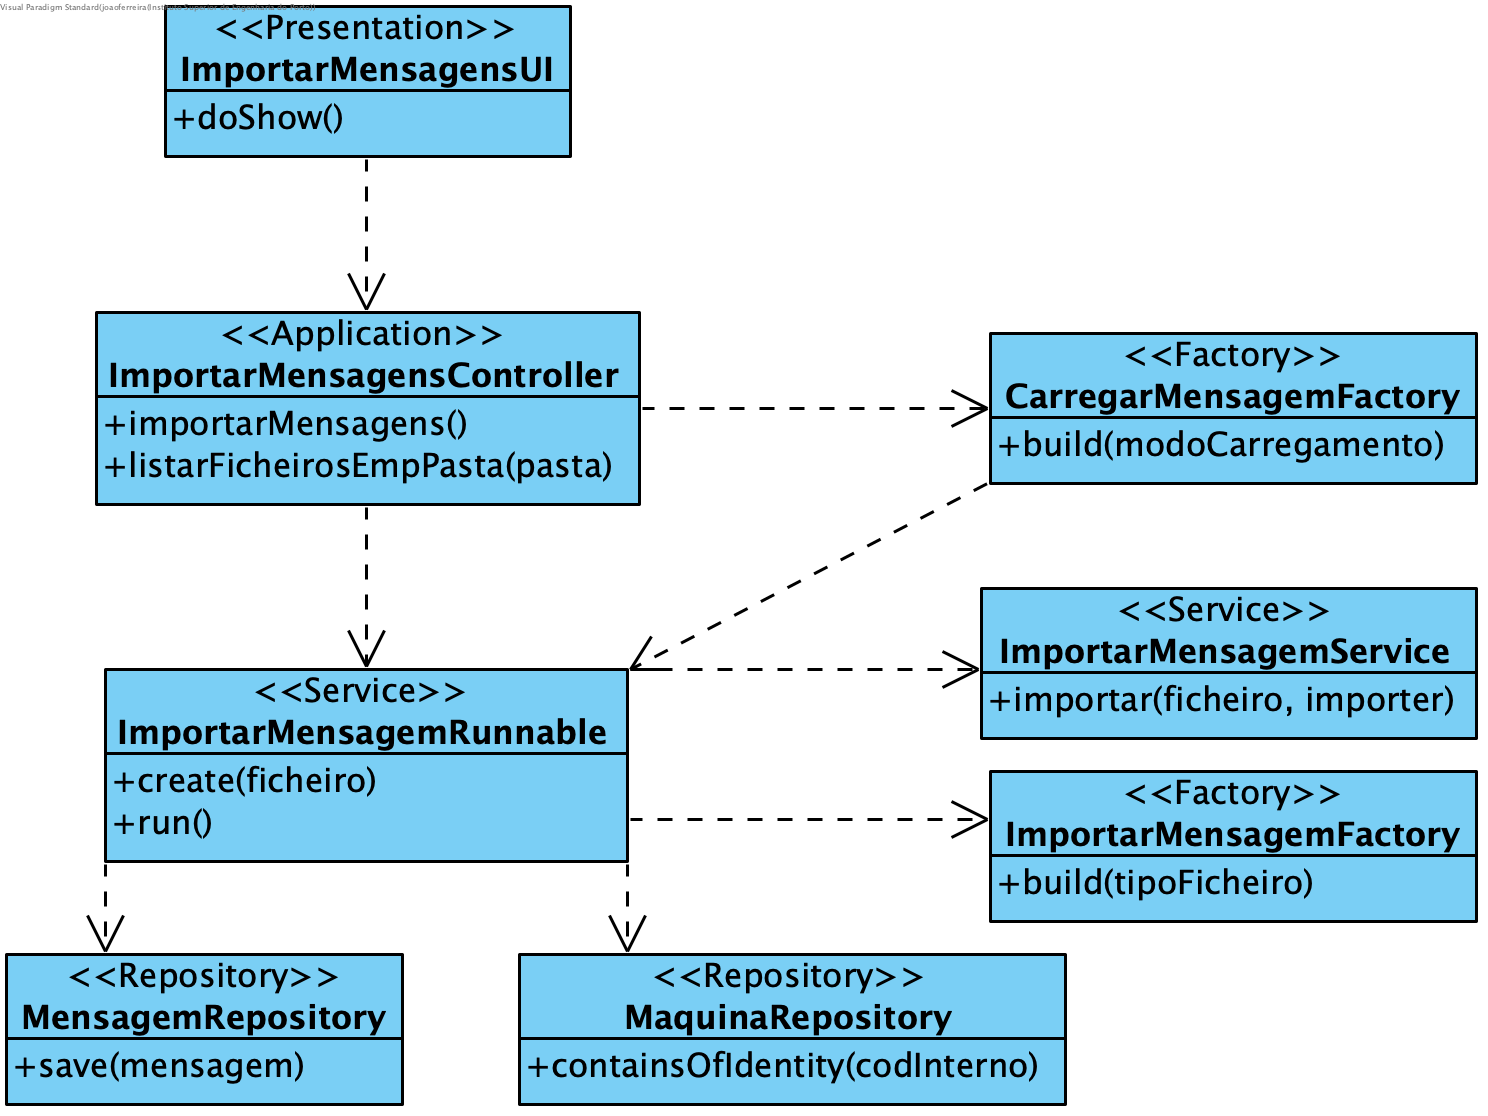 Visual Paradigm Standard(joaoferreira(Instituto Superior de Engenharia do Porto))
<<Presentation>>
ImportarMensagensUI
+doShow()
<<Application>>
ImportarMensagensController
+importarMensagens()
+listarFicheirosEmpPasta(pasta)
<<Factory>>
CarregarMensagemFactory
+build(modoCarregamento)
<<Service>>
ImportarMensagemService
+importar(ficheiro, importer)
<<Service>>
ImportarMensagemRunnable
+create(ficheiro)
+run()
<<Factory>>
ImportarMensagemFactory
+build(tipoFicheiro)
<<Repository>>
MensagemRepository
+save(mensagem)
<<Repository>>
MaquinaRepository
+containsOfIdentity(codInterno)